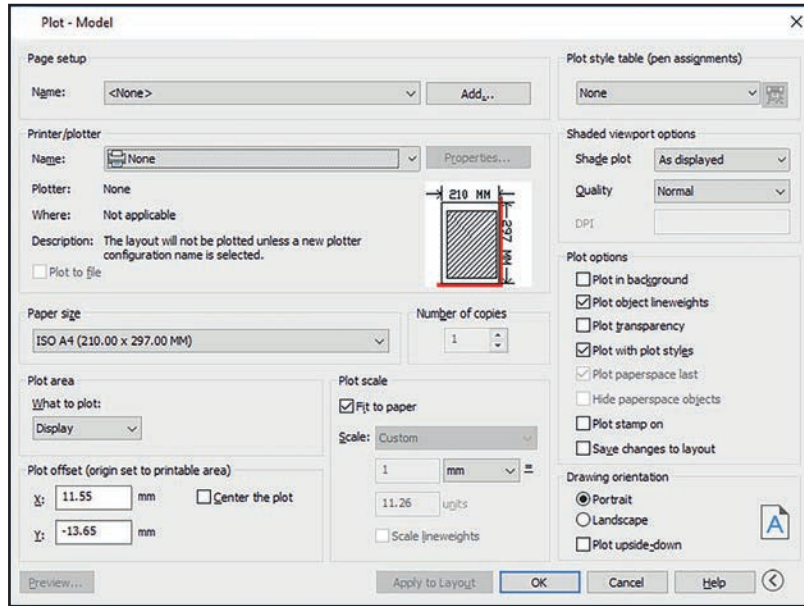 Plot - Model
Page setup
Name: <None> Add...
Printer/plotter
Name: None Properties...
Plotter: None
Where: Not applicable
Description: The layout will not be plotted unless a new plotter
configuration name is selected.
Plot to file
210 MM
297 MM
Paper size
ISO A4 (210.00 x 297.00 MM)
Number of copies
1
Plot area
What to plot:
Display
Plot offset (origin set to printable area)
X: 11.55 mm Center the plot
Y: -13.65 mm
Plot scale
Fit to paper
Scale: Custom
1 mm =
11.26 units
Scale lineweights
Plot style table (pen assignments)
None
Shaded viewport options
Shade plot As displayed
Quality Normal
DPI
Plot options
Plot in background
Plot object lineweights
Plot transparency
Plot with plot styles
Plot paperspace last
Hide paperspace objects
Plot stamp on
Save changes to layout
Drawing orientation
Portrait
Landscape
Plot upside-down
A
Preview... Apply to Layout OK Cancel Help